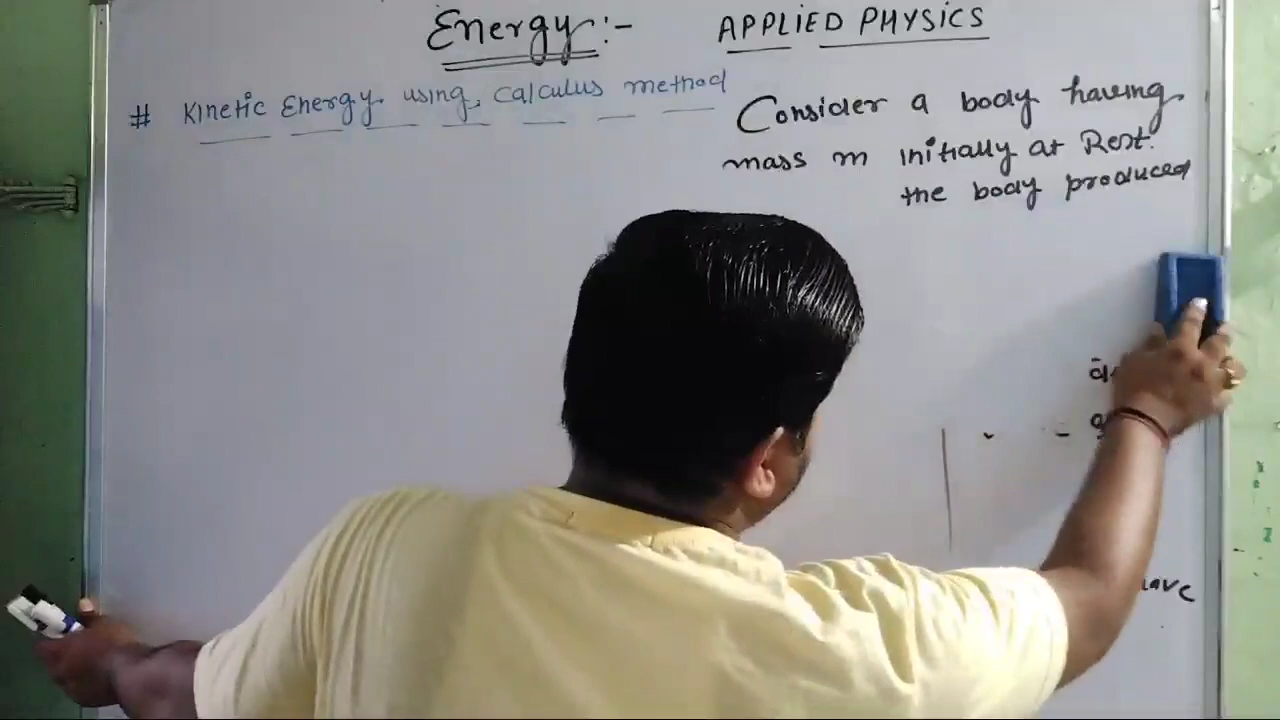 Energy:-
APPLIED PHYSICS
# Kinetic Energy using calculus method
Consider a body having
mass m initially at Rest.
the body produced